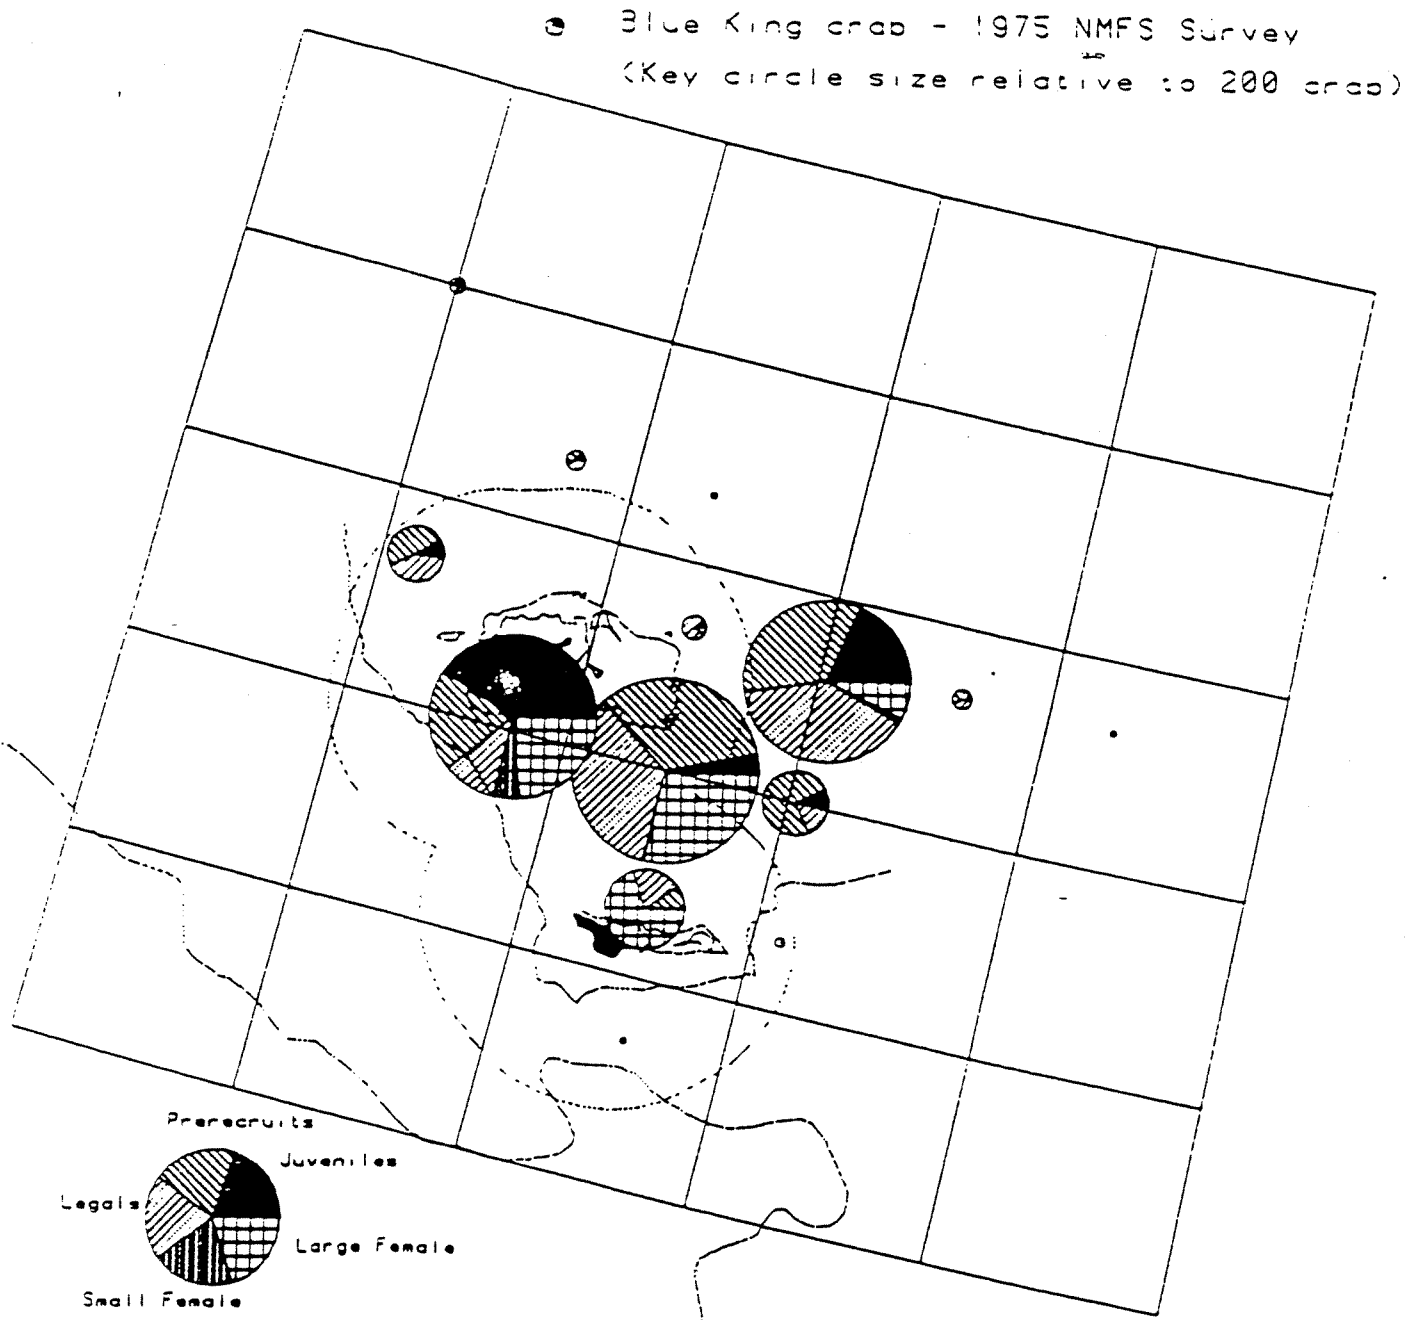 Blue King crab - 1975 NMFS Survey
(Key circle size relative to 200 crab)
Prerecruits
Juveniles
Legals
Large Female
Small Female